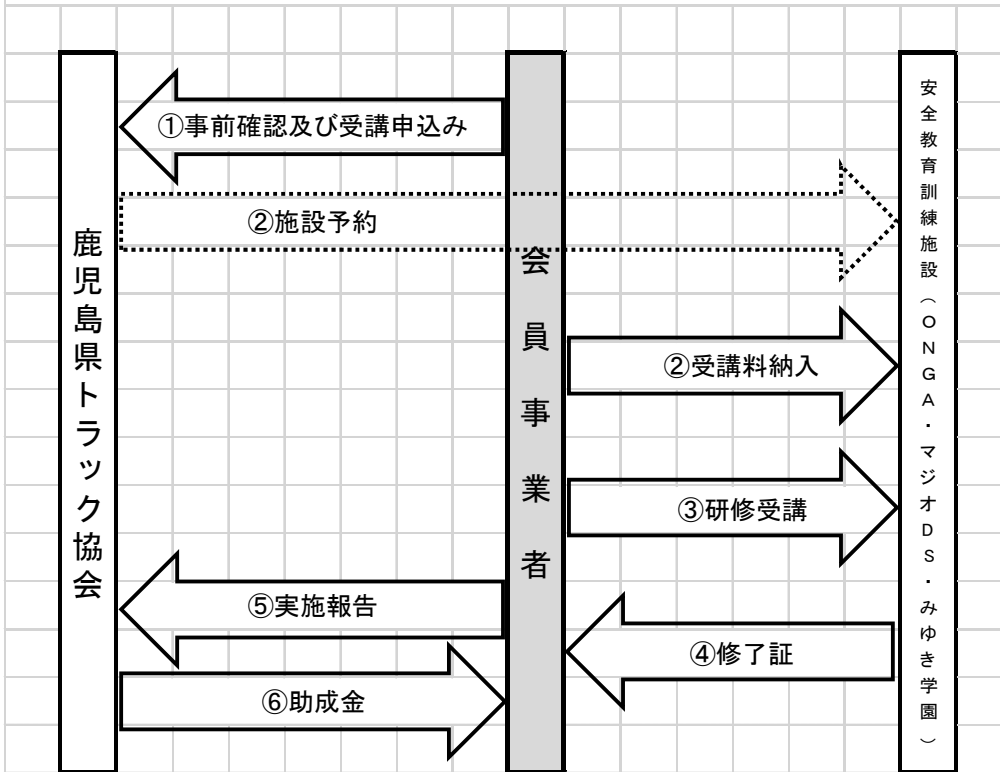 鹿児島県トラック協会
会員事業者
安全教育訓練施設（ONGA・マジオDS・みゆき学園）
①事前確認及び受講申込み
②施設予約
②受講料納入
③研修受講
④修了証
⑤実施報告
⑥助成金